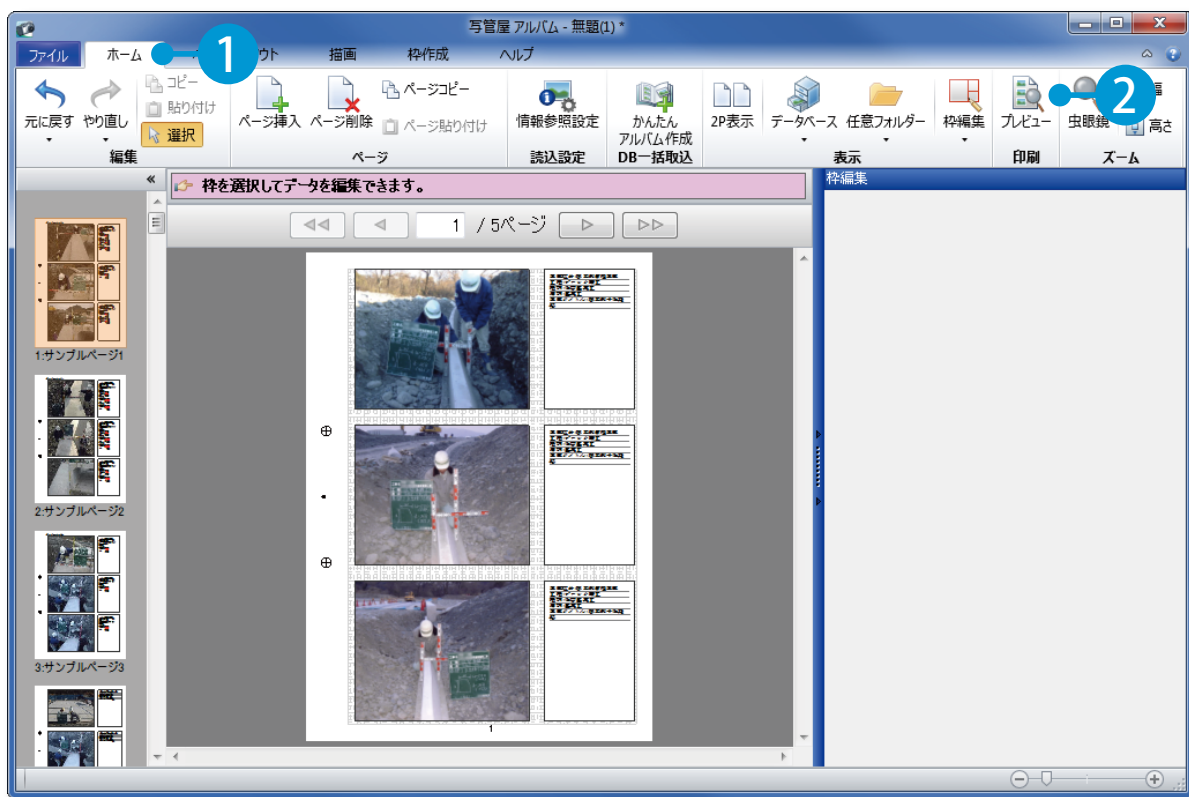 写管屋 アルバム - 無題(1) *
ファイル ホーム ウト 描画 枠作成 ヘルプ
1
元に戻す やり直し コピー 貼り付け 選択
編集
ページ挿入 ページ削除 ページコピー ページ貼り付け
ページ
情報参照設定
読込設定
かんたん
アルバム作成
DB一括取込
2P表示 データベース 任意フォルダー 枠編集
表示
プレビュー
印刷
2
虫眼鏡 幅 高さ
ズーム
枠を選択してデータを編集できます。
枠編集
1 / 5ページ
1:サンプルページ1
2:サンプルページ2
3:サンプルページ3
1